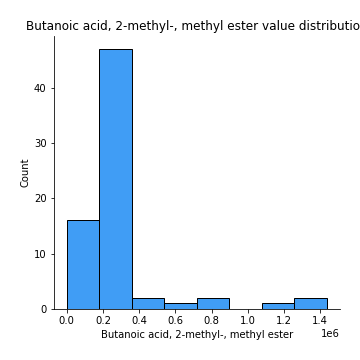 Butanoic acid, 2-methyl-, methyl ester value distributio
40
30
20
10
0
Count
0.0 0.2 0.4 0.6 0.8 1.0 1.2 1.4
1e6
Butanoic acid, 2-methyl-, methyl ester